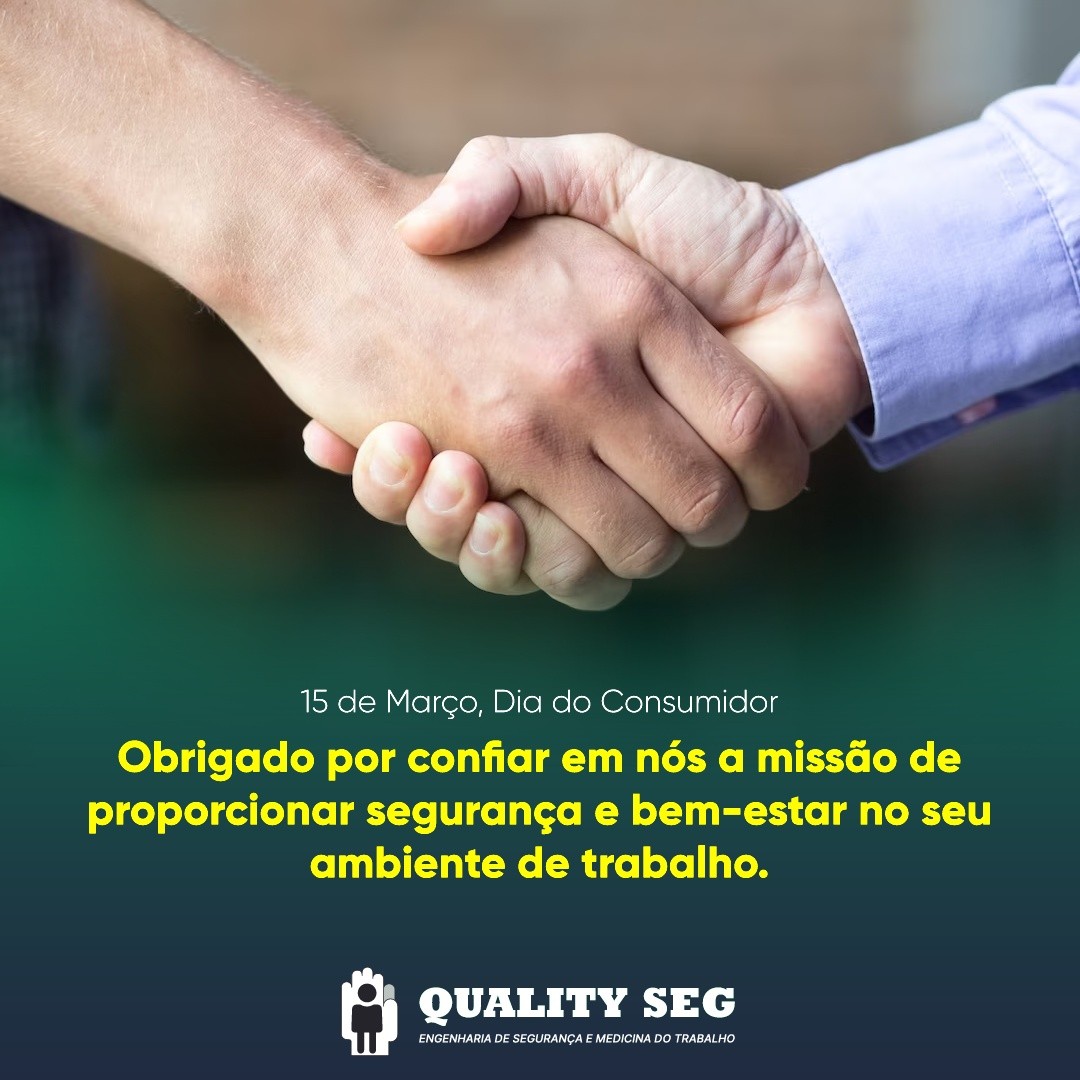 15 de Março, Dia do Consumidor
Obrigado por confiar em nós a missão de
proporcionar segurança e bem-estar no seu
ambiente de trabalho.
QUALITY SEG
ENGENHARIA DE SEGURANÇA E MEDICINA DO TRABALHO